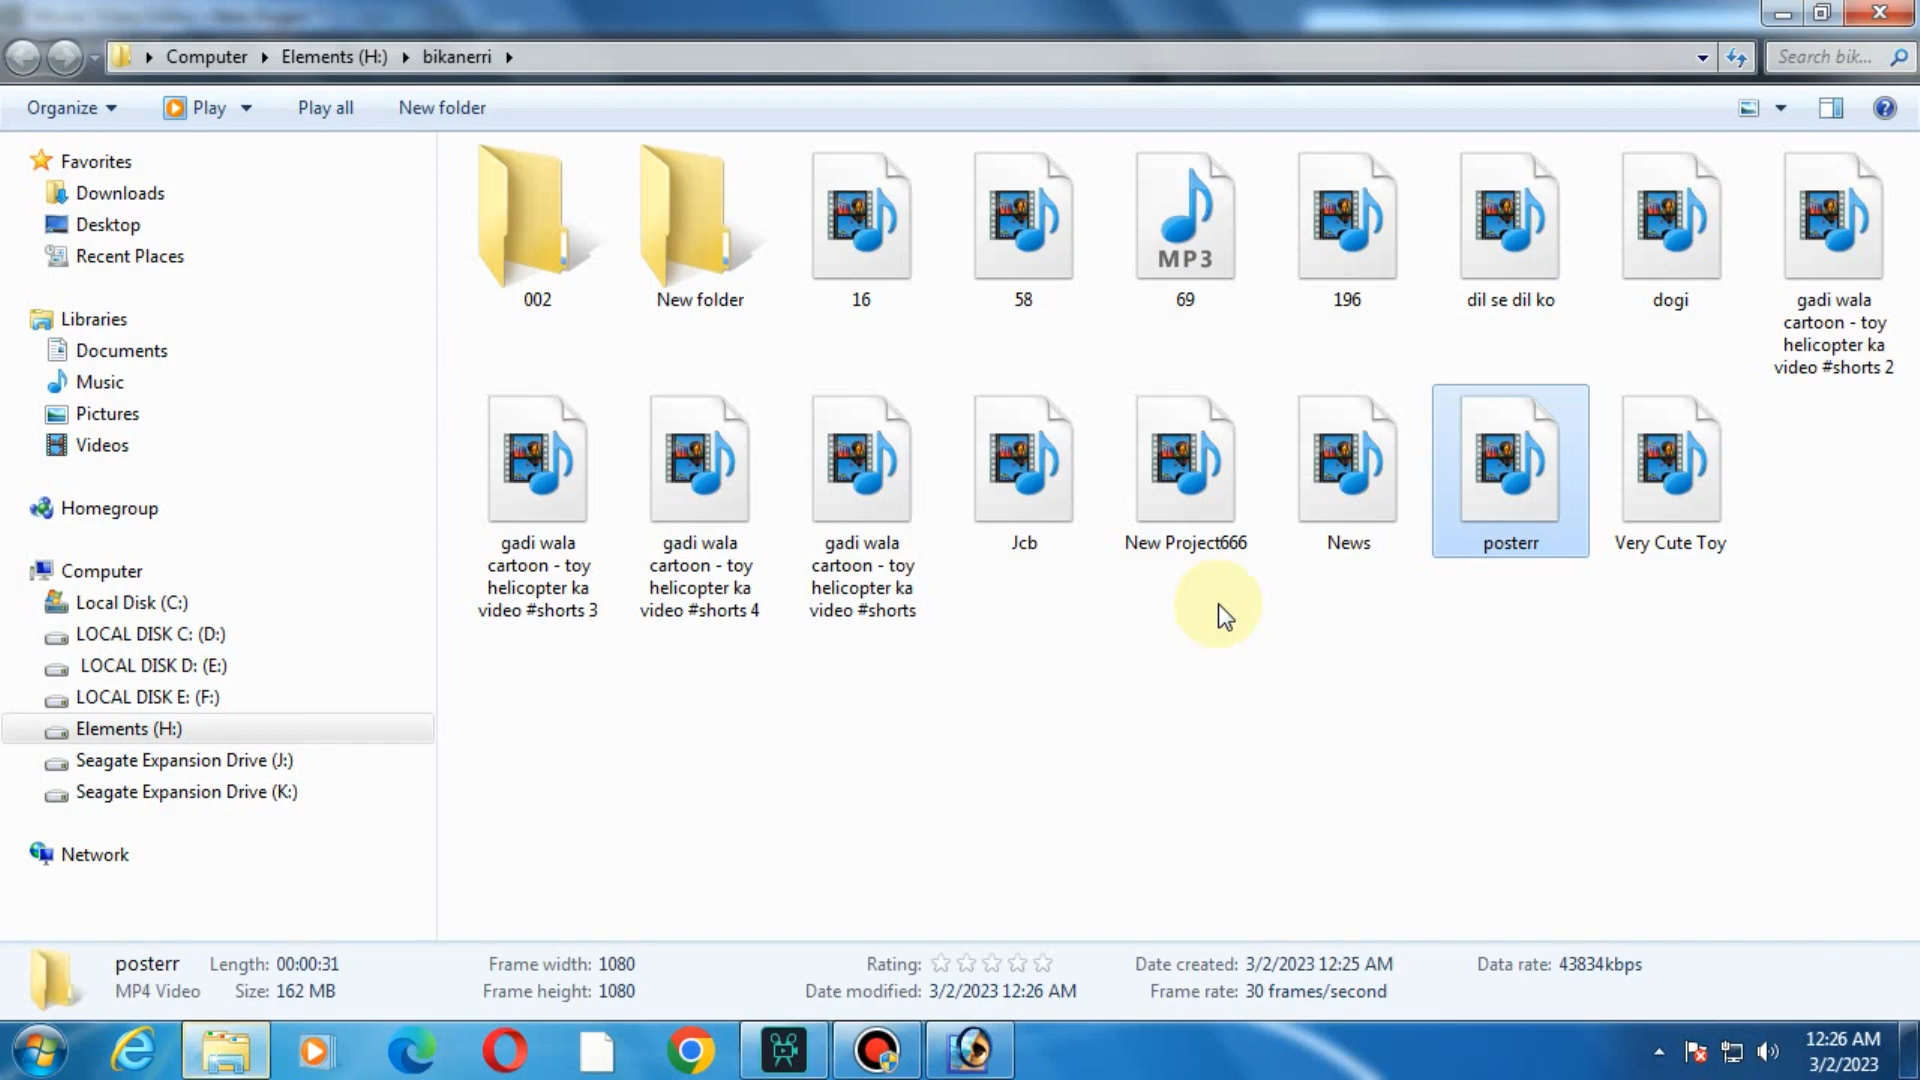 Computer
Elements (H:)
bikanerri
Search bik...
Organize
Play
Play all
New folder
Favorites
Downloads
Desktop
Recent Places
Libraries
Documents
Music
Pictures
Videos
Homegroup
Computer
Local Disk (C:)
LOCAL DISK C: (D:)
LOCAL DISK D: (E:)
LOCAL DISK E: (F:)
Elements (H:)
Seagate Expansion Drive (J:)
Seagate Expansion Drive (K:)
Network
002
New folder
16
58
MP3
69
196
dil se dil ko
dogi
gadi wala
cartoon - toy
helicopter ka
video #shorts 2
gadi wala
cartoon - toy
helicopter ka
video #shorts 3
gadi wala
cartoon - toy
helicopter ka
video #shorts 4
gadi wala
cartoon - toy
helicopter ka
video #shorts
Jcb
New Project666
News
posterr
Very Cute Toy
posterr Length: 00:00:31 Frame width: 1080 Rating: Date created: 3/2/2023 12:25 AM Data rate: 43834kbps
MP4 Video Size: 162 MB Frame height: 1080 Date modified: 3/2/2023 12:26 AM Frame rate: 30 frames/second
12:26 AM
3/2/2023